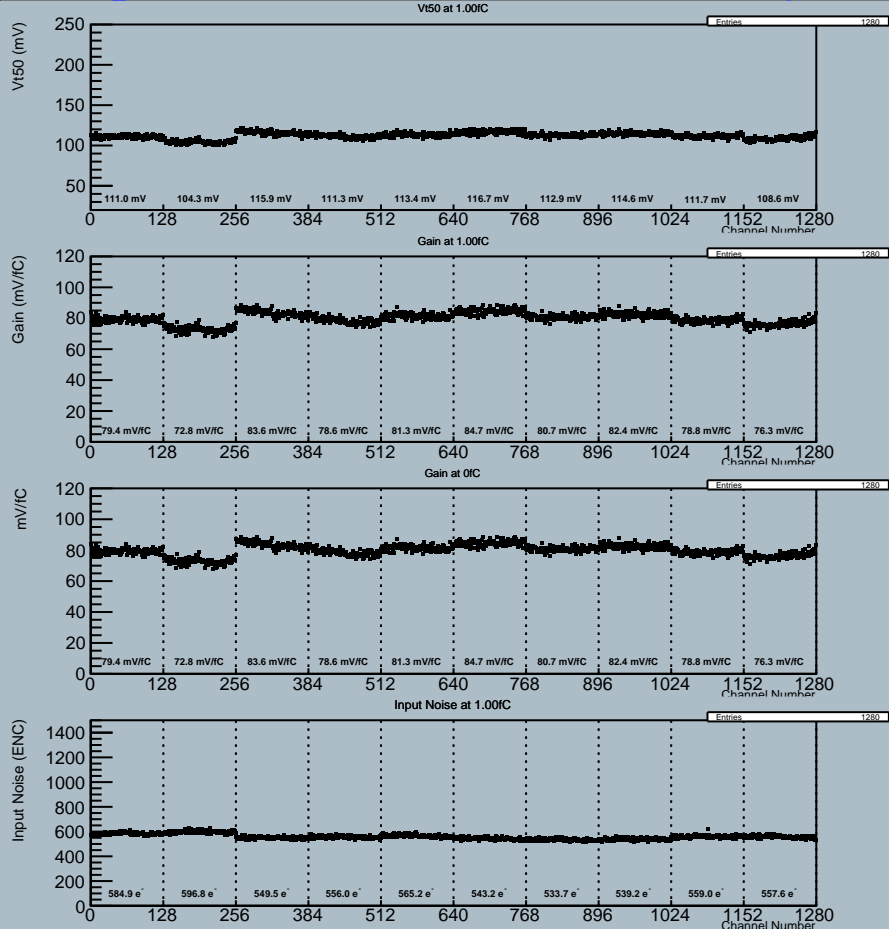 Vt50 at 1.00fC
Entries 1280
Vt50 (mV)
250
200
150
100
50
111.0 mV 104.3 mV 115.9 mV 111.3 mV 113.4 mV 116.7 mV 112.9 mV 114.6 mV 111.7 mV 108.6 mV
0 128 256 384 512 640 768 896 1024 1152 1280
Channel Number
Gain at 1.00fC
Entries 1280
Gain (mV/fC)
120
100
80
60
40
20
0
79.4 mV/fC 72.8 mV/fC 83.6 mV/fC 78.6 mV/fC 81.3 mV/fC 84.7 mV/fC 80.7 mV/fC 82.4 mV/fC 78.8 mV/fC 76.3 mV/fC
0 128 256 384 512 640 768 896 1024 1152 1280
Channel Number
Gain at 0fC
Entries 1280
mV/fC
120
100
80
60
40
20
0
79.4 mV/fC 72.8 mV/fC 83.6 mV/fC 78.6 mV/fC 81.3 mV/fC 84.7 mV/fC 80.7 mV/fC 82.4 mV/fC 78.8 mV/fC 76.3 mV/fC
0 128 256 384 512 640 768 896 1024 1152 1280
Channel Number
Input Noise at 1.00fC
Entries 1280
Input Noise (ENC)
1400
1200
1000
800
600
400
200
0
584.9 e⁻ 596.8 e⁻ 549.5 e⁻ 556.0 e⁻ 565.2 e⁻ 543.2 e⁻ 533.7 e⁻ 539.2 e⁻ 559.0 e⁻ 557.6 e⁻
0 128 256 384 512 640 768 896 1024 1152 1280
Channel Number